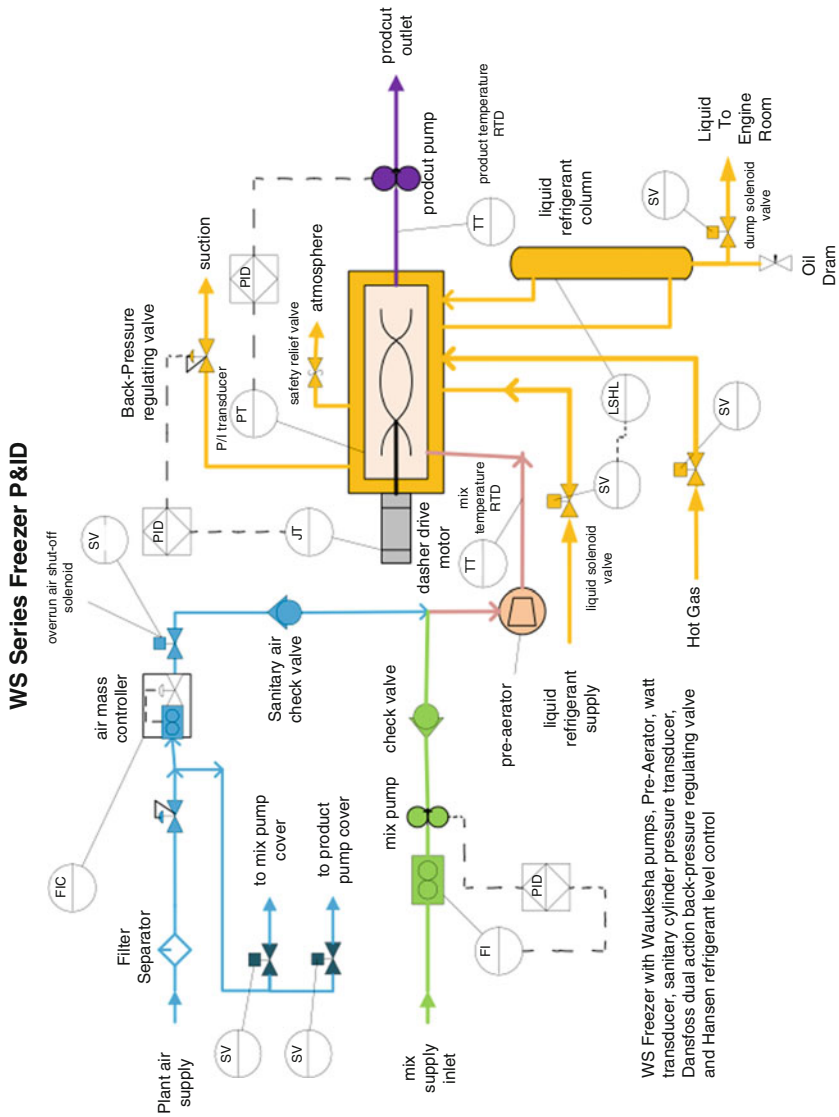 WS Series Freezer P&ID
Plant air
supply
Filter
Separator
FIC
air mass
controller
overrun air shut-off
solenoid
SV
Sanitary air
check valve
SV
SV
to mix pump
cover
to product
pump cover
mix
supply
inlet
FI
PID
mix pump
check valve
pre-aerator
TT
mix
temperature
RTD
dasher drive
motor
JT
PID
Back-Pressure
regulating valve
P/I transducer
suction
PT
PID
safety relief valve
atmosphere
prodcut pump
prodcut
outlet
TT
product temperature
RTD
liquid
refrigerant
column
SV
dump solenoid
valve
Liquid
To
Engine
Room
Oil
Dram
LSHL
SV
liquid solenoid
valve
liquid
refrigerant
supply
SV
Hot Gas
WS Freezer with Waukesha pumps, Pre-Aerator, watt
transducer, sanitary cylinder pressure transducer,
Dansfoss dual action back-pressure regulating valve
and Hansen refrigerant level control